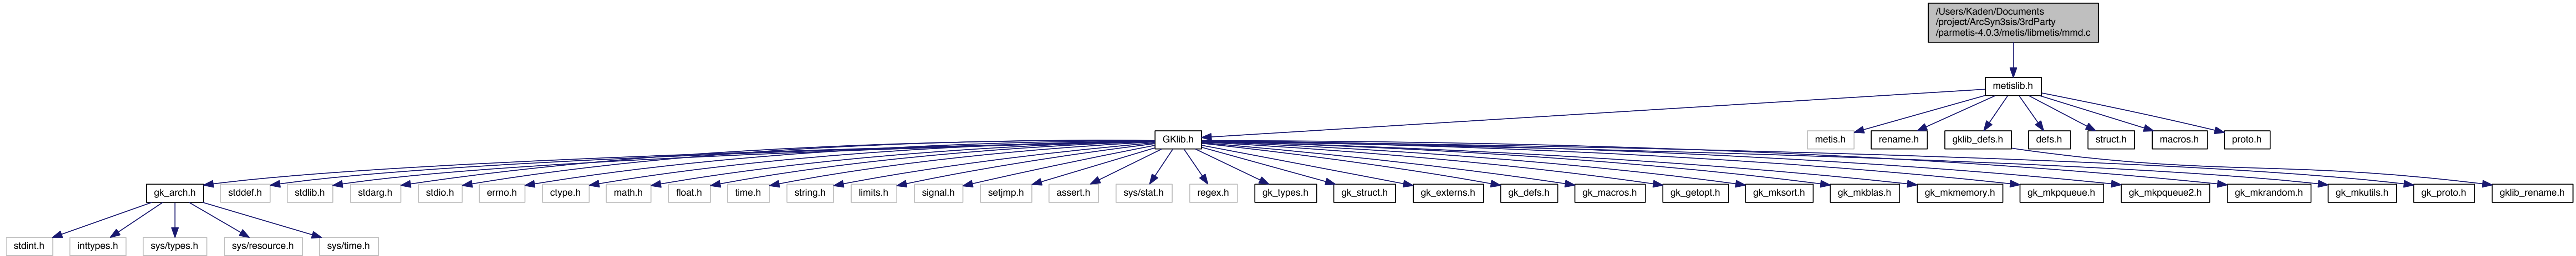 /Users/Kaden/Documents
/project/ArcSyn3sis/3rdParty
/parmetis-4.0.3/metis/libmetis/mmd.c
metislib.h
GKlib.h
metis.h
rename.h
gklib_defs.h
defs.h
struct.h
macros.h
proto.h
gk_arch.h
stddef.h
stdlib.h
stdarg.h
stdio.h
errno.h
ctype.h
math.h
float.h
time.h
string.h
limits.h
signal.h
setjmp.h
assert.h
sys/stat.h
regex.h
gk_types.h
gk_struct.h
gk_externs.h
gk_defs.h
gk_macros.h
gk_getopt.h
gk_mksort.h
gk_mkblas.h
gk_mkmemory.h
gk_mkpqueue.h
gk_mkpqueue2.h
gk_mkrandom.h
gk_mkutils.h
gk_proto.h
gklib_rename.h
stdint.h
inttypes.h
sys/types.h
sys/resource.h
sys/time.h